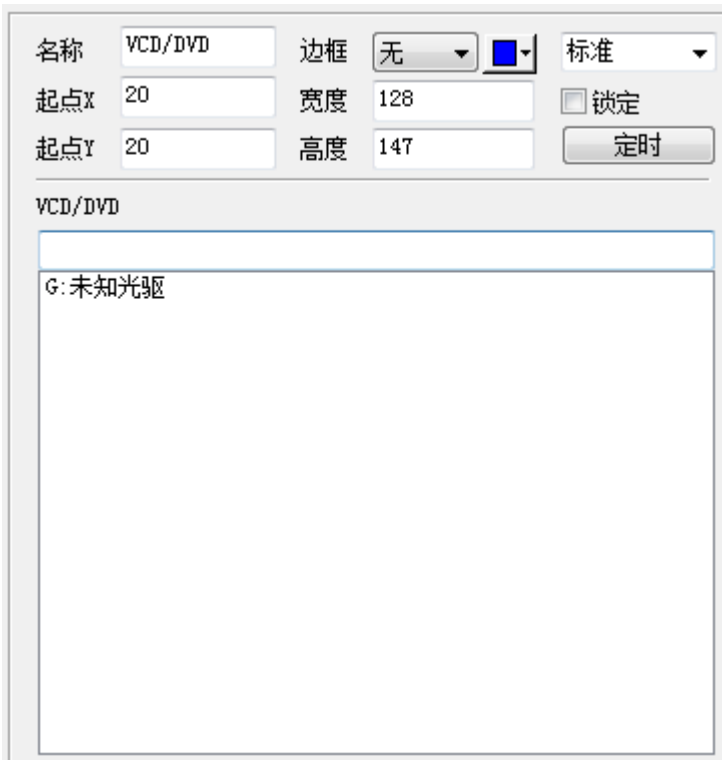 名称 VCD/DVD 边框 无 标准
起点X 20 宽度 128 锁定
起点Y 20 高度 147 定时
VCD/DVD
G:未知光驱